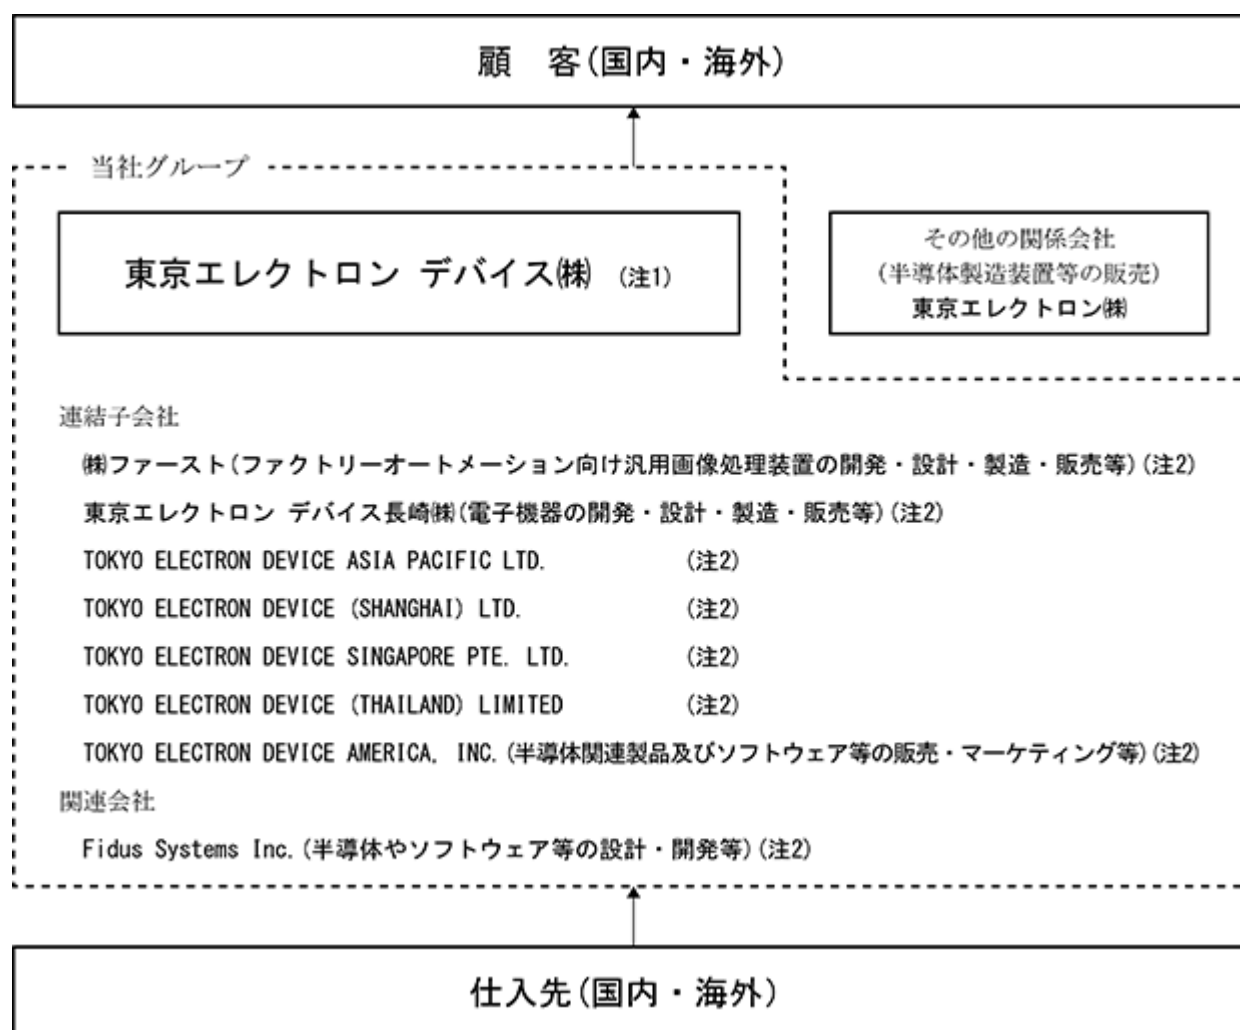 顧　客(国内・海外)
当社グループ
東京エレクトロン デバイス㈱ (注1)
その他の関係会社
(半導体製造装置等の販売)
東京エレクトロン㈱
連結子会社
㈱ファースト(ファクトリーオートメーション向け汎用画像処理装置の開発・設計・製造・販売等)(注2)
東京エレクトロン デバイス長崎㈱(電子機器の開発・設計・製造・販売等)(注2)
TOKYO ELECTRON DEVICE ASIA PACIFIC LTD. (注2)
TOKYO ELECTRON DEVICE (SHANGHAI) LTD. (注2)
TOKYO ELECTRON DEVICE SINGAPORE PTE. LTD. (注2)
TOKYO ELECTRON DEVICE (THAILAND) LIMITED (注2)
TOKYO ELECTRON DEVICE AMERICA, INC.(半導体関連製品及びソフトウェア等の販売・マーケティング等)(注2)
関連会社
Fidus Systems Inc.(半導体やソフトウェア等の設計・開発等)(注2)
仕入先(国内・海外)